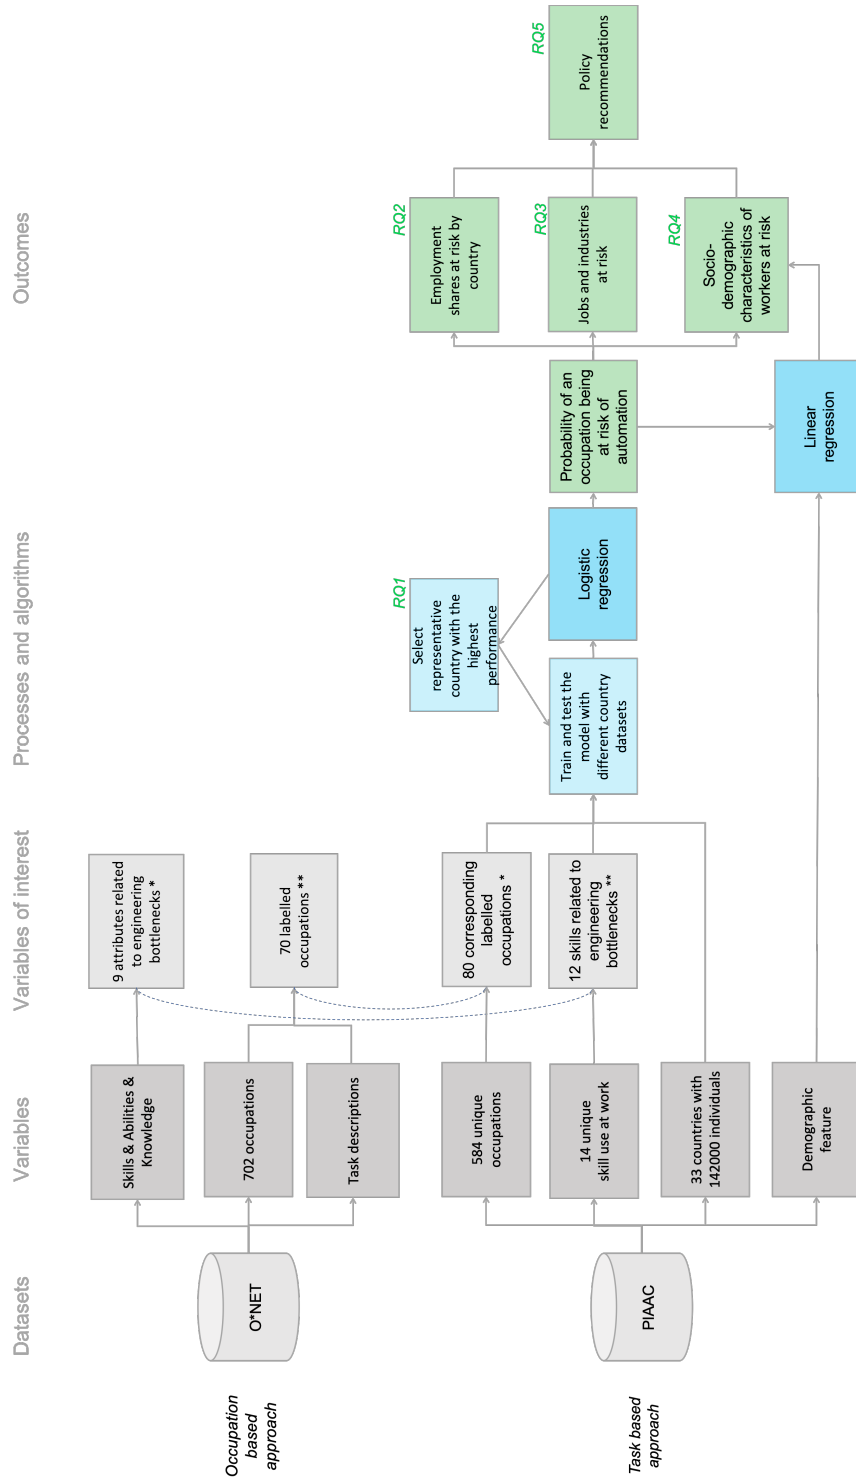 Datasets
Variables
Variables of interest
Processes and algorithms
Outcomes
Occupation
based
approach
O*NET
Skills & Abilities &
Knowledge
702 occupations
Task descriptions
9 attributes related
to engineering
bottlenecks *
70 labelled
occupations **
Task based
approach
PIAAC
584 unique
occupations
14 unique
skill use at work
33 countries with
142000 individuals
Demographic
feature
80 corresponding
labelled
occupations *
12 skills related to
engineering
bottlenecks **
RQ1
Select
representative
country with the
highest
performance
Train and test the
model with
different country
datasets
Logistic
regression
Probability of an
occupation being
at risk of
automation
Linear
regression
RQ2
Employment
shares at risk by
country
RQ3
Jobs and industries
at risk
RQ4
Socio-
demographic
characteristics of
workers at risk
RQ5
Policy
recommendations